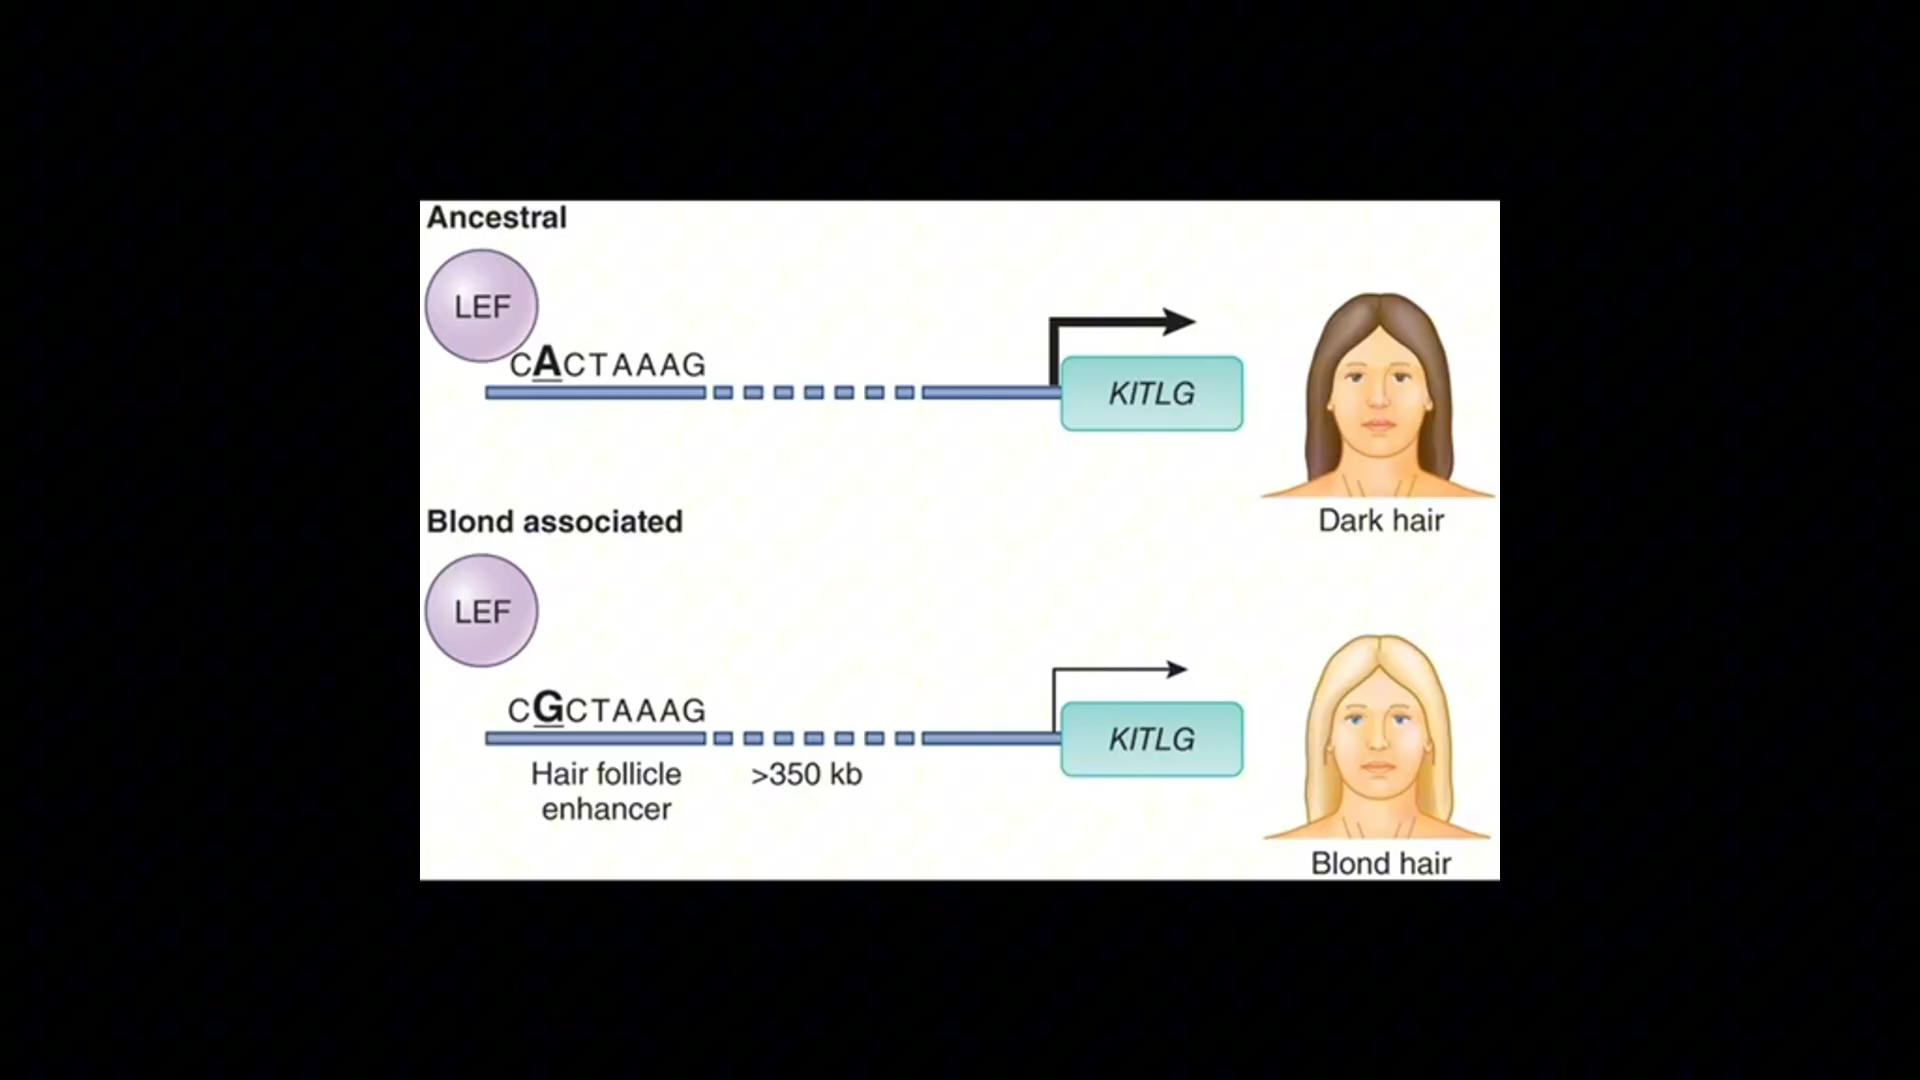 Ancestral
LEF
CACTAAAG
KITLG
Dark hair
Blond associated
LEF
CGCTAAAG
KITLG
Hair follicle
enhancer
>350 kb
Blond hair